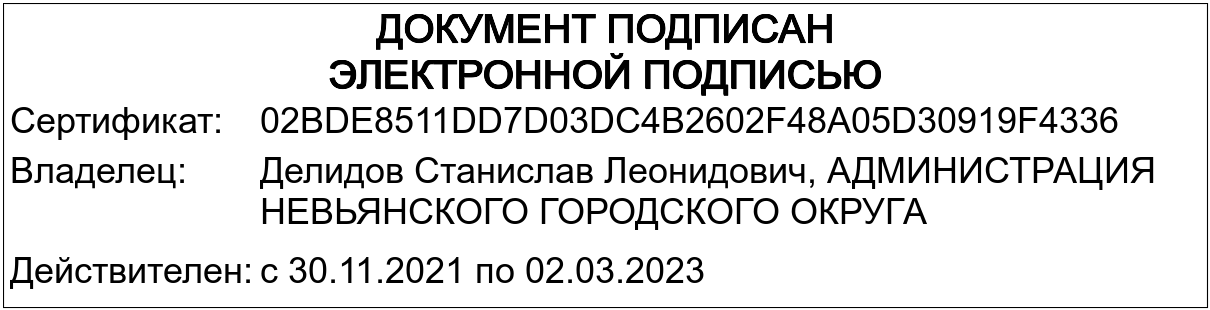 ДОКУМЕНТ ПОДПИСАН
ЭЛЕКТРОННОЙ ПОДПИСЬЮ
Сертификат: 02BDE8511DD7D03DC4B2602F48A05D30919F4336
Владелец: Делидов Станислав Леонидович, АДМИНИСТРАЦИЯ
НЕВЬЯНСКОГО ГОРОДСКОГО ОКРУГА
Действителен: с 30.11.2021 по 02.03.2023